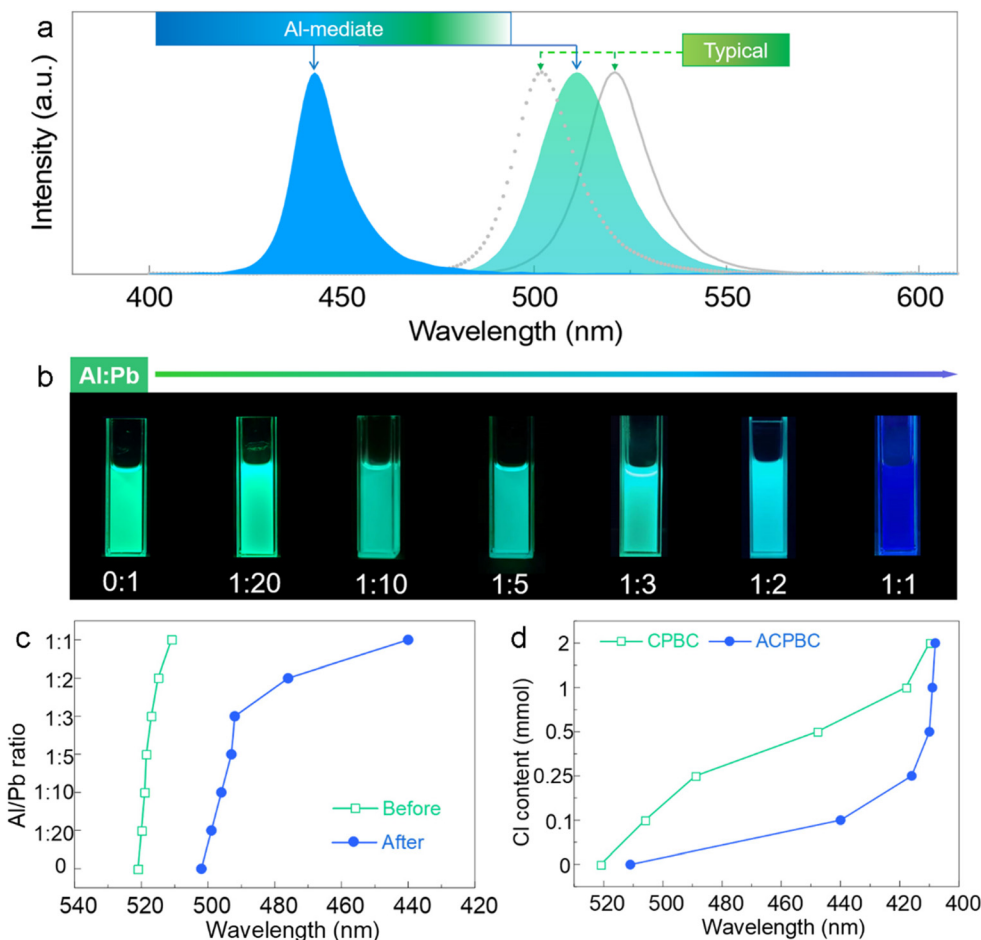 a
Al-mediate
Typical
Intensity (a.u.)
400 450 500 550 600
Wavelength (nm)
b
Al:Pb
0:1 1:20 1:10 1:5 1:3 1:2 1:1
c
Al/Pb ratio
1:1
1:2
1:3
1:5
1:10
1:20
0
Before
After
540 520 500 480 460 440 420
Wavelength (nm)
d
CPBC ACPBC
Cl content (mmol)
2
1
0.5
0.25
0.1
0
520 500 480 460 440 420 400
Wavelength (nm)